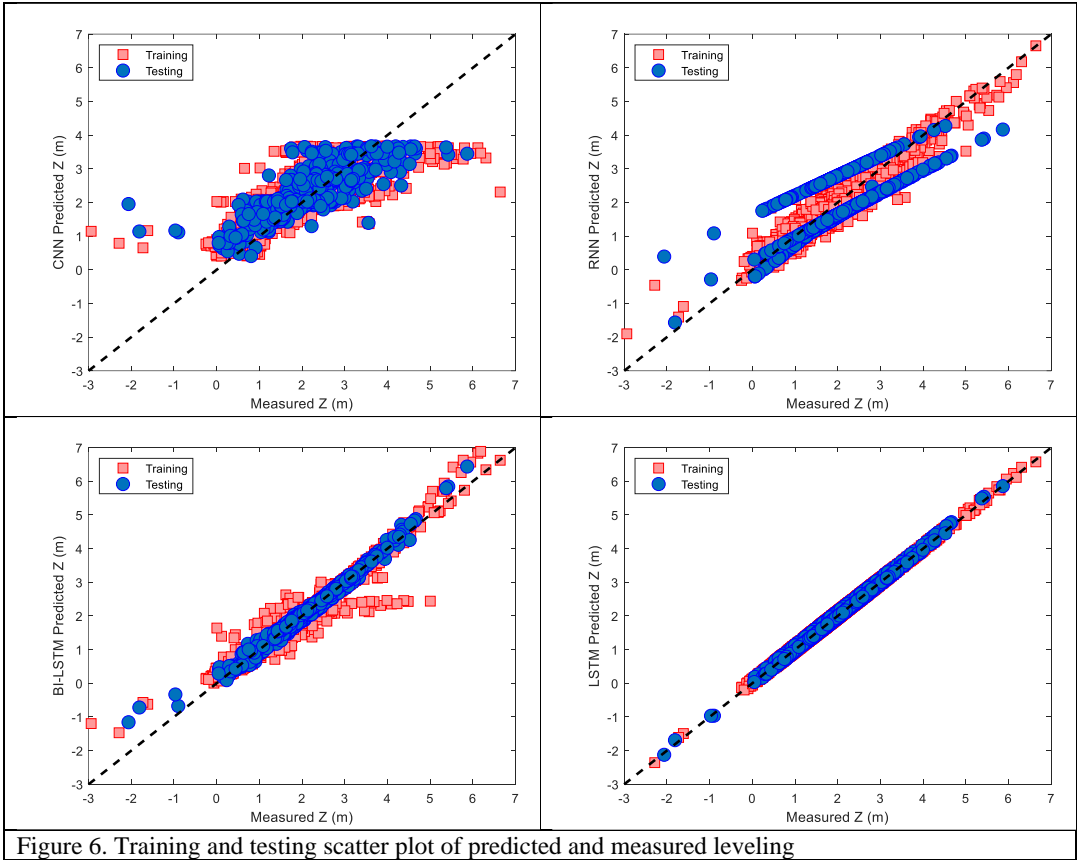 7
6
5
4
3
2
1
0
-1
-2
-3
CNN Predicted Z (m)
Training
Testing
-3 -2 -1 0 1 2 3 4 5 6 7
Measured Z (m)
7
6
5
4
3
2
1
0
-1
-2
-3
RNN Predicted Z (m)
Training
Testing
-3 -2 -1 0 1 2 3 4 5 6 7
Measured Z (m)
7
6
5
4
3
2
1
0
-1
-2
-3
BI-LSTM Predicted Z (m)
Training
Testing
-3 -2 -1 0 1 2 3 4 5 6 7
Measured Z (m)
7
6
5
4
3
2
1
0
-1
-2
-3
LSTM Predicted Z (m)
Training
Testing
-3 -2 -1 0 1 2 3 4 5 6 7
Measured Z (m)
Figure 6. Training and testing scatter plot of predicted and measured leveling